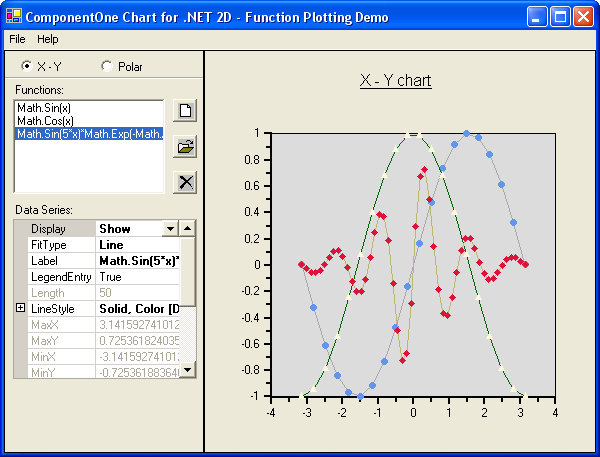 ComponentOne Chart for .NET 2D - Function Plotting Demo
File Help
X - Y Polar
Functions:
Math.Sin(x)
Math.Cos(x)
Math.Sin(5*x)*Math.Exp(-Math.
Data Series:
Display Show
FitType Line
Label Math.Sin(5*x)*
LegendEntry True
Length 50
LineStyle Solid, Color [D
MaxX 3.141592741012
MaxY 0.725361824035
MinX -3.141592741012
MinY -0.725361883640
X - Y chart
1
0.8
0.6
0.4
0.2
0
-0.2
-0.4
-0.6
-0.8
-1
-4 -3 -2 -1 0 1 2 3 4